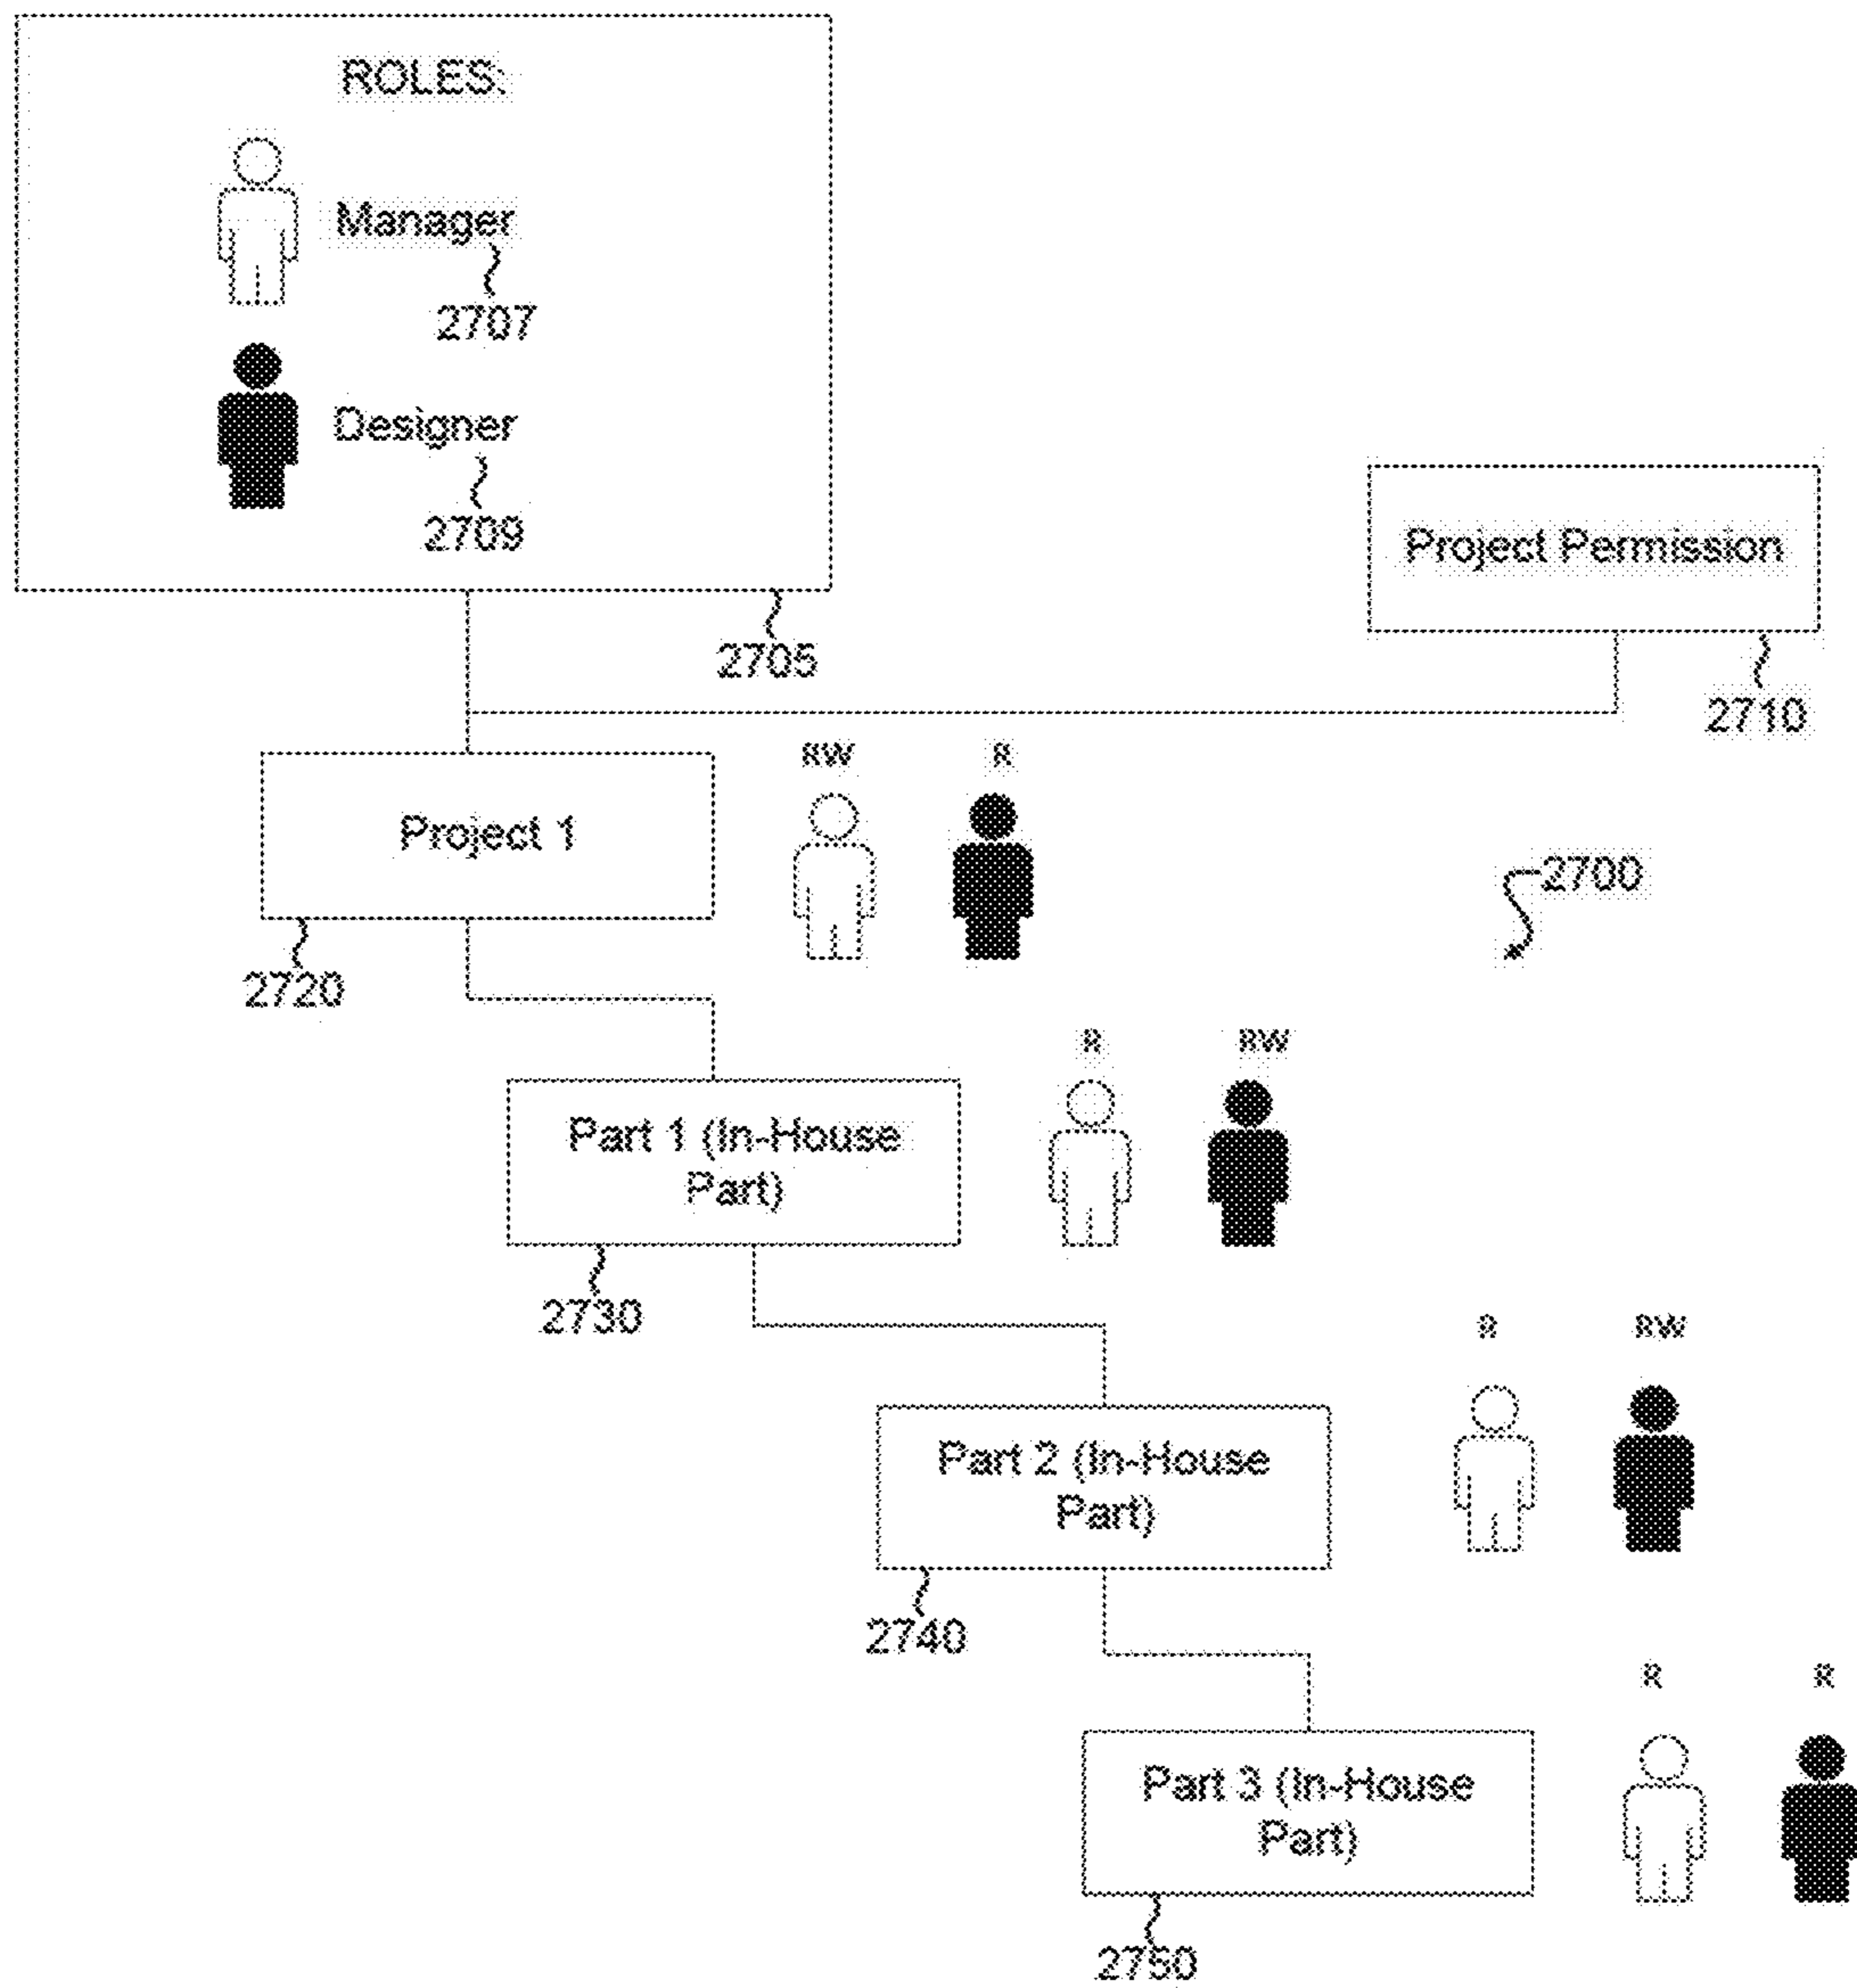 ROLES:
Manager
2707
Designer
2709
2705
Project Permission
2710
RW R
Project 1
2700
2720
R RW
Part 1 (In-House
Part)
2730
R RW
Part 2 (In-House
Part)
2740
R R
Part 3 (In-House
Part)
2750